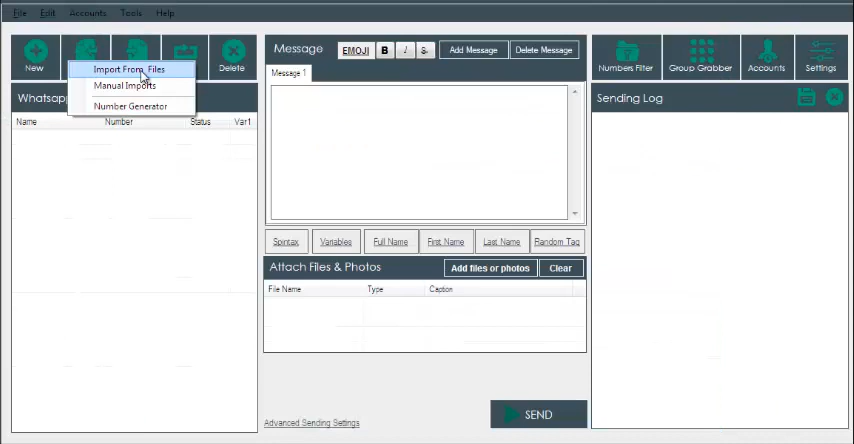 File Edit Accounts Tools Help
New
Import From Files
Manual Imports
Number Generator
Delete
Message EMOJI B I S Add Message Delete Message
Message 1
Numbers Filter Group Grabber Accounts Settings
Whatsapp
Name Number Status Var1
Spintax Variables Full Name First Name Last Name Random Tag
Attach Files & Photos Add files or photos Clear
File Name Type Caption
SEND
Advanced Sending Settings
Sending Log